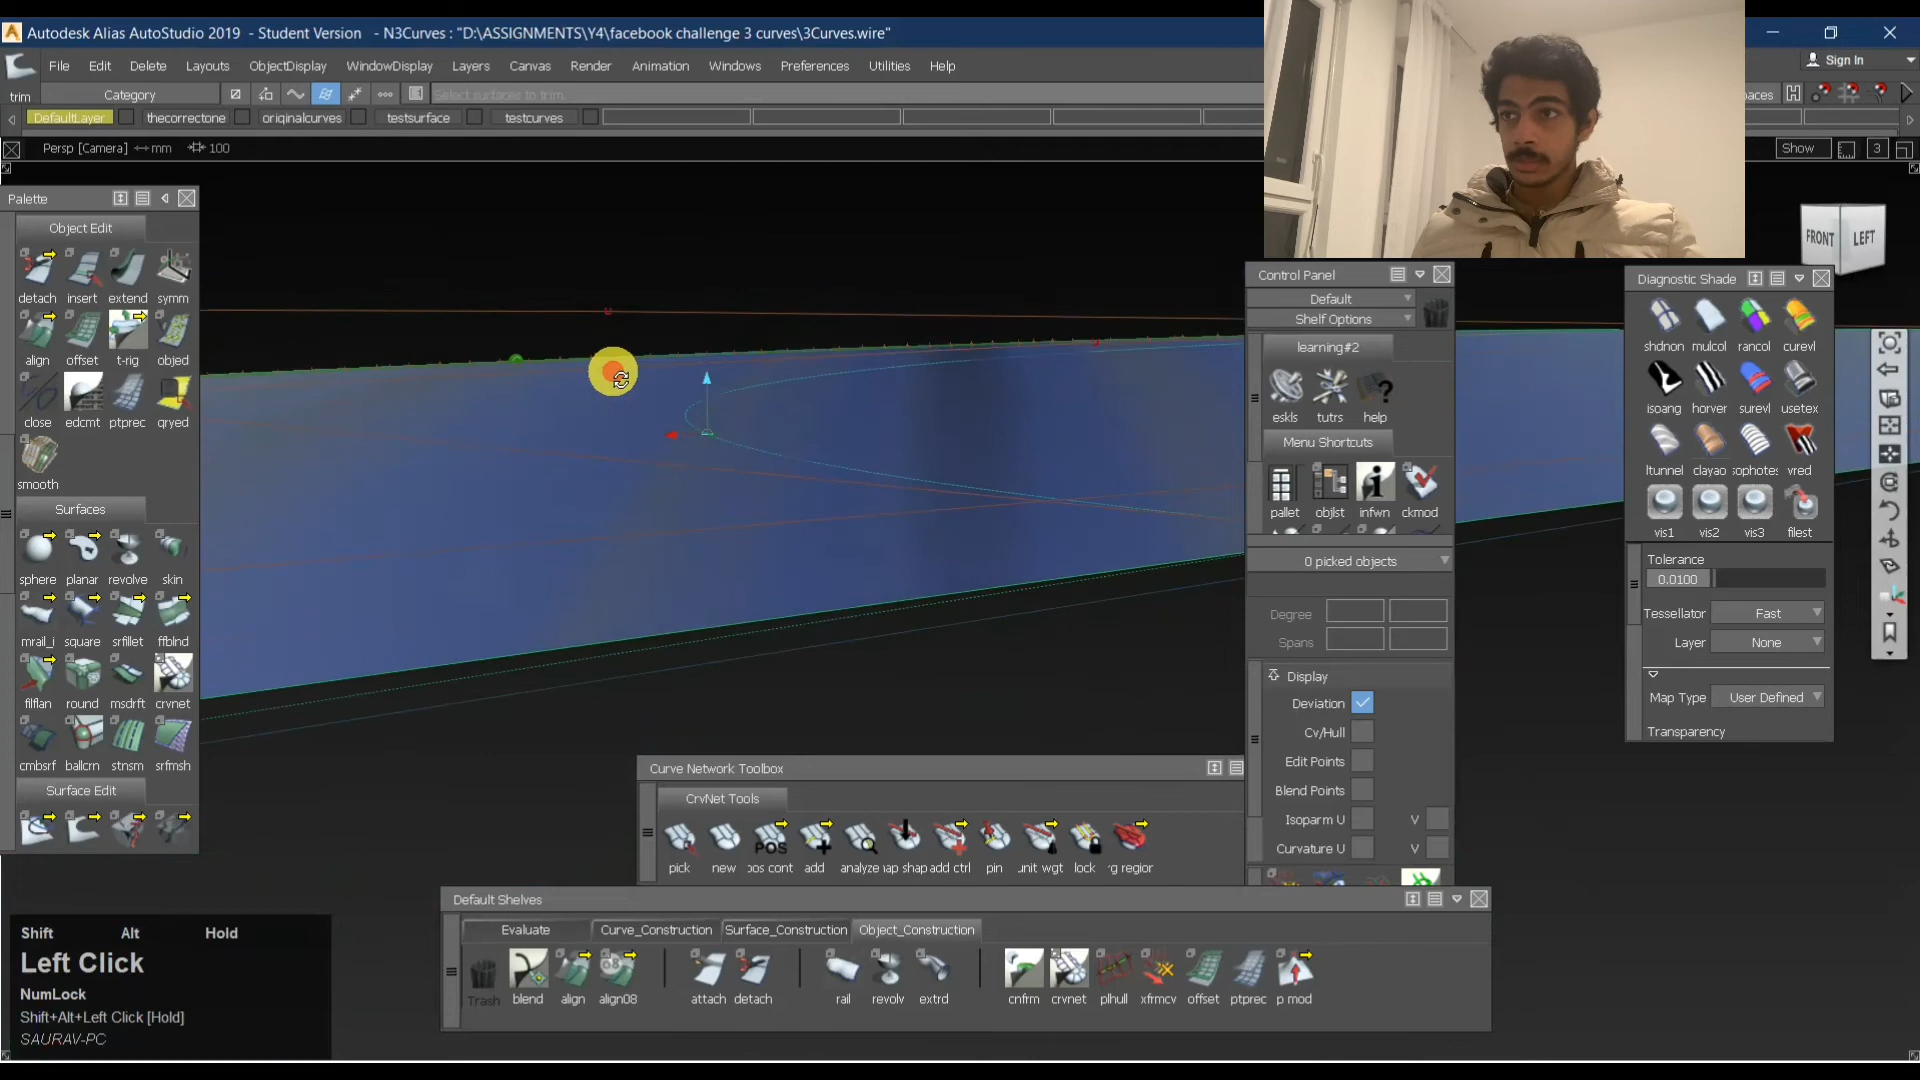 Autodesk Alias AutoStudio 2019 - Student Version - N3Curves : "D:\ASSIGNMENTS\Y4\facebook challenge 3 curves\3Curves.wire"
File Edit Delete Layouts ObjectDisplay WindowDisplay Layers Canvas Render Animation Windows Preferences Utilities Help
Sign In
trim Category Select surfaces to trim.
DefaultLayer thecorrectone originalcurves testsurface testcurves
Persp [Camera] mm 100
Show 3
FRONT LEFT
Palette
Object Edit
detach insert extend symm
align offset t-rig objed
close edcmt ptprec qryed
smooth
Surfaces
sphere planar revolve skin
mrail_i square srfillet ffblnd
filflan round msdrft crvnet
cmbsrf ballcrn stnsm srfmsh
Surface Edit
u
Control Panel
Default
Shelf Options
learning#2
eskls tutrs help
Menu Shortcuts
pallet objlst infwn ckmod
0 picked objects
Degree
Spans
Display
Deviation
Cv/Hull
Edit Points
Blend Points
Isoparm U V
Curvature U V
Diagnostic Shade
shdnon mulcol rancol curevl
isoang horver surevl usetex
ltunnel clayao sophotes vred
vis1 vis2 vis3 filest
Tolerance
0.0100
Tessellator Fast
Layer None
Map Type User Defined
Transparency
Curve Network Toolbox
CrvNet Tools
pick new pos cont add analyze nap shap add ctrl pin unit wgt lock rg region
POS
Default Shelves
Evaluate Curve_Construction Surface_Construction Object_Construction
Trash blend align align08 attach detach rail revolv extrd cnfrm crvnet plhull xfrmcv offset ptprec p mod
Shift Alt Hold
Left Click
NumLock
Shift+Alt+Left Click [Hold]
SAURAV-PC